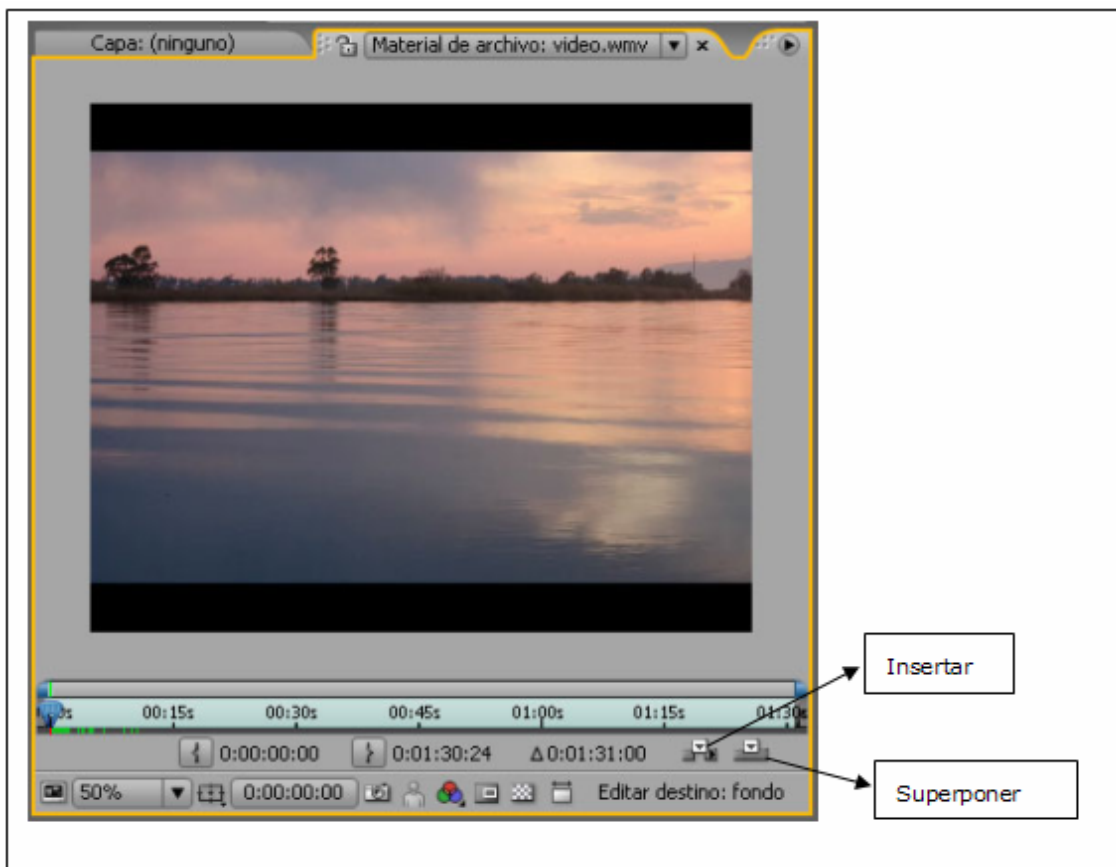 Capa: (ninguno) Material de archivo: video.wmv
Insertar
00:15s 00:30s 00:45s 01:00s 01:15s
0:00:00:00 0:01:30:24 Δ0:01:31:00
50% 0:00:00:00 Editar destino: fondo
Superponer